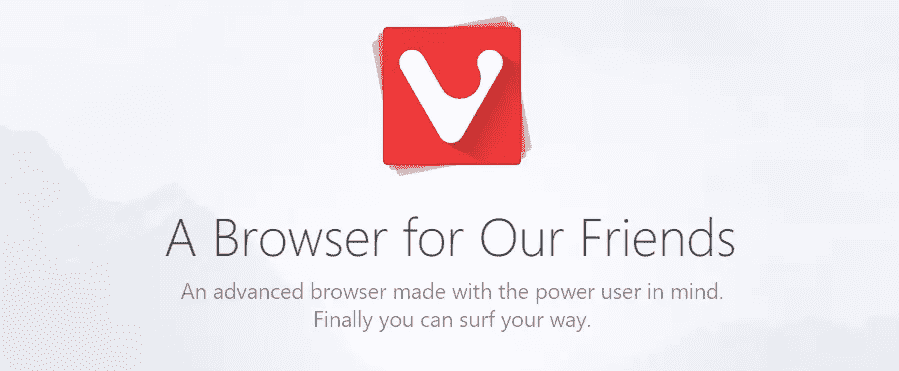 A Browser for Our Friends
An advanced browser made with the power user in mind.
Finally you can surf your way.